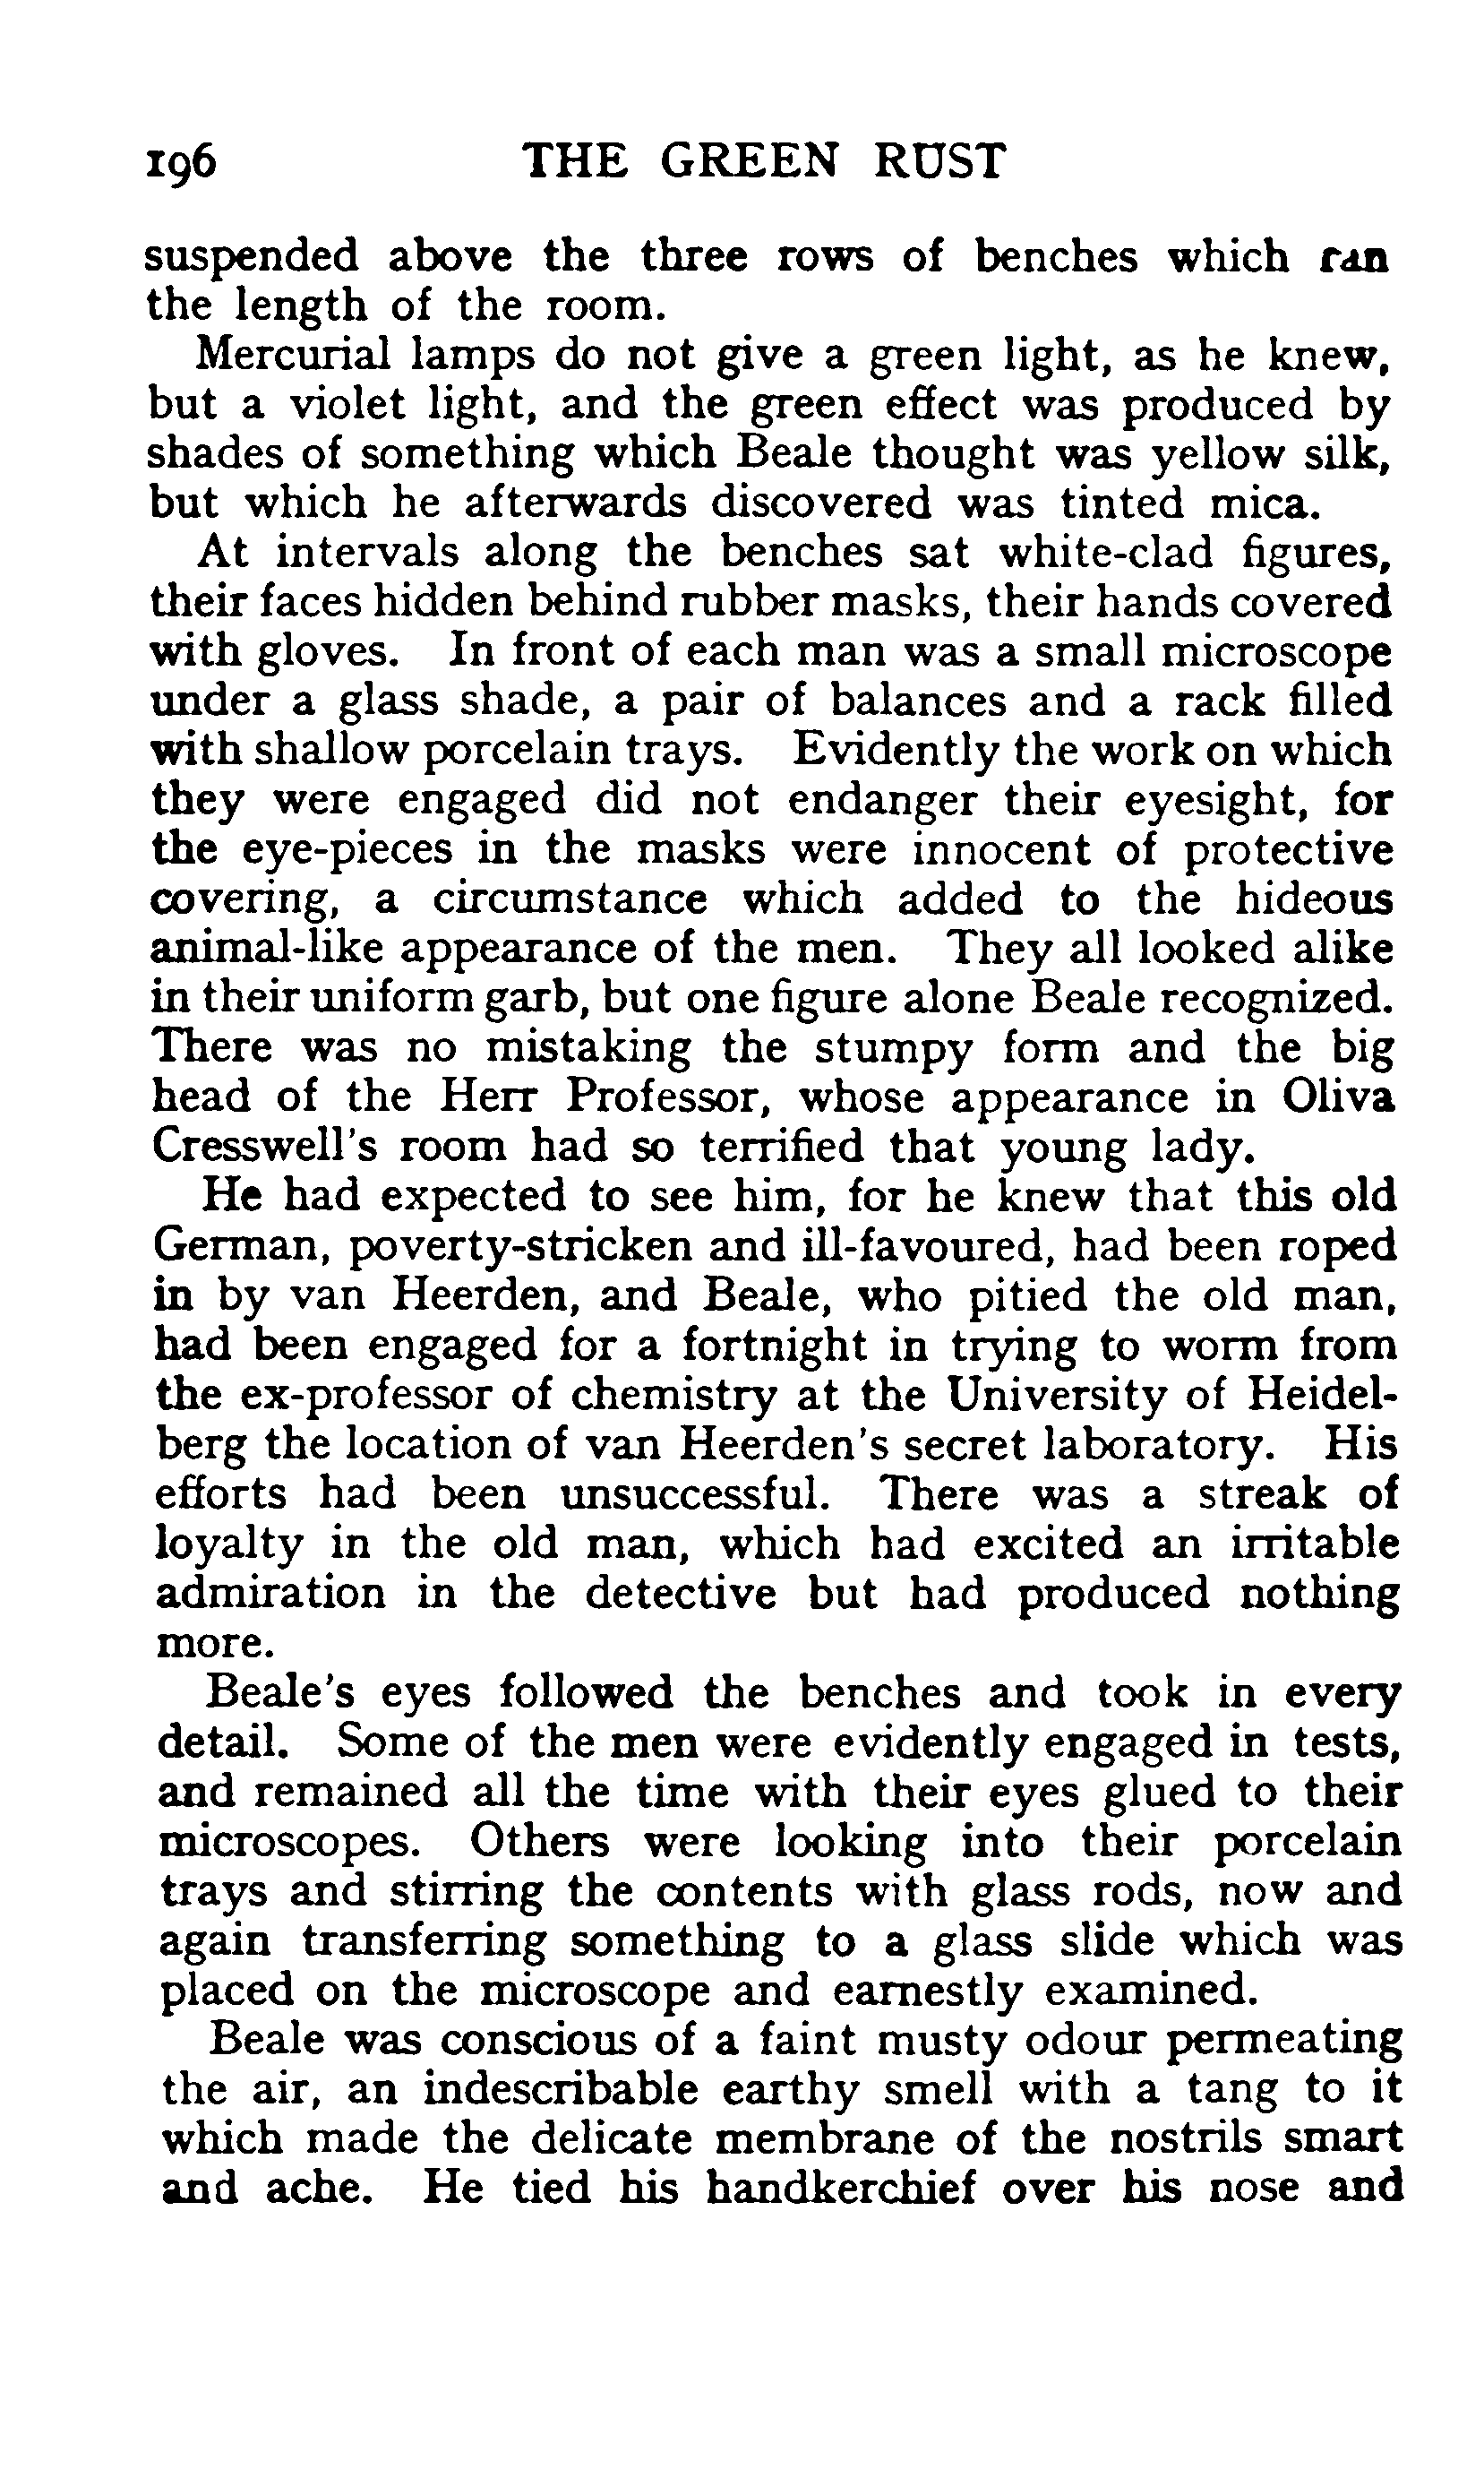 196 THE GREEN RUST
suspended above the three rows of benches which ran
the length of the room.
Mercurial lamps do not give a green light, as he knew,
but a violet light, and the green effect was produced by
shades of something which Beale thought was yellow silk,
but which he afterwards discovered was tinted mica.
At intervals along the benches sat white-clad figures,
their faces hidden behind rubber masks, their hands covered
with gloves. In front of each man was a small microscope
under a glass shade, a pair of balances and a rack filled
with shallow porcelain trays. Evidently the work on which
they were engaged did not endanger their eyesight, for
the eye-pieces in the masks were innocent of protective
covering, a circumstance which added to the hideous
animal-like appearance of the men. They all looked alike
in their uniform garb, but one figure alone Beale recognized.
There was no mistaking the stumpy form and the big
head of the Herr Professor, whose appearance in Oliva
Cresswell's room had so terrified that young lady.
He had expected to see him, for he knew that this old
German, poverty-stricken and ill-favoured, had been roped
in by van Heerden, and Beale, who pitied the old man,
had been engaged for a fortnight in trying to worm from
the ex-professor of chemistry at the University of Heidel-
berg the location of van Heerden's secret laboratory. His
efforts had been unsuccessful. There was a streak of
loyalty in the old man, which had excited an irritable
admiration in the detective but had produced nothing
more.
Beale's eyes followed the benches and took in every
detail. Some of the men were evidently engaged in tests,
and remained all the time with their eyes glued to their
microscopes. Others were looking into their porcelain
trays and stirring the contents with glass rods, now and
again transferring something to a glass slide which was
placed on the microscope and earnestly examined.
Beale was conscious of a faint musty odour permeating
the air, an indescribable earthy smell with a tang to it
which made the delicate membrane of the nostrils smart
and ache. He tied his handkerchief over his nose and